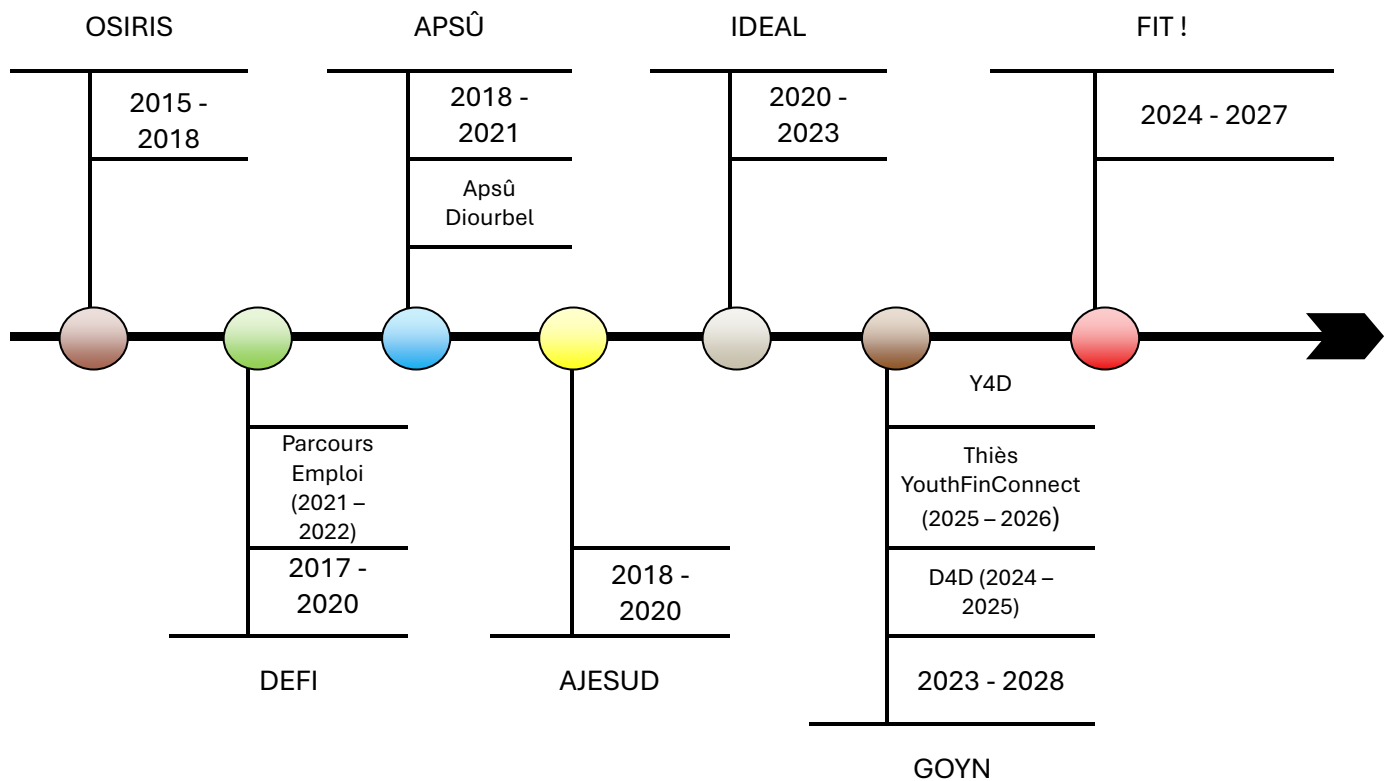 OSIRIS
2015 -
2018
APSÛ
2018 -
2021
Apsû
Diourbel
IDEAL
2020 -
2023
FIT !
2024 - 2027
Parcours
Emploi
(2021 –
2022)
2017 -
2020
DEFI
2018 -
2020
AJESUD
Y4D
Thiès
YouthFinConnect
(2025 – 2026)
D4D (2024 –
2025)
2023 - 2028
GOYN